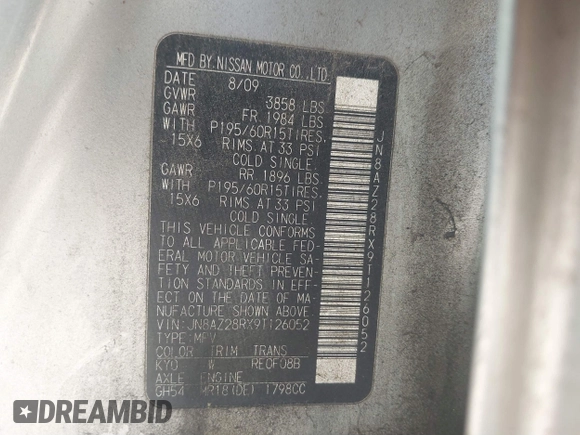 MFD BY. NISSAN MOTOR CO., LTD.
DATE 8/09
GVWR 3858 LBS
GAWR FR. 1984 LBS
WITH P195/60R15TIRES,
15X6 RIMS, AT 33 PSI
COLD SINGLE
GAWR RR. 1896 LBS
WITH P195/60R15TIRES,
15X6 RIMS AT 33 PSI
COLD SINGLE
THIS VEHICLE CONFORMS
TO ALL APPLICABLE FED-
ERAL MOTOR VEHICLE SA-
FETY AND THEFT PREVEN-
TION STANDARDS IN EFF-
ECT ON THE DATE OF MA-
NUFACTURE SHOWN ABOVE.
VIN:JN8AZ28RX9T126052
TYPE:MPV
COLOR TRIM TRANS
KY0 W RE0F08B
AXLE ENGINE
GH54 1798CC
JN8AZ28RX9T126052
DREAMBID
dreambid.com